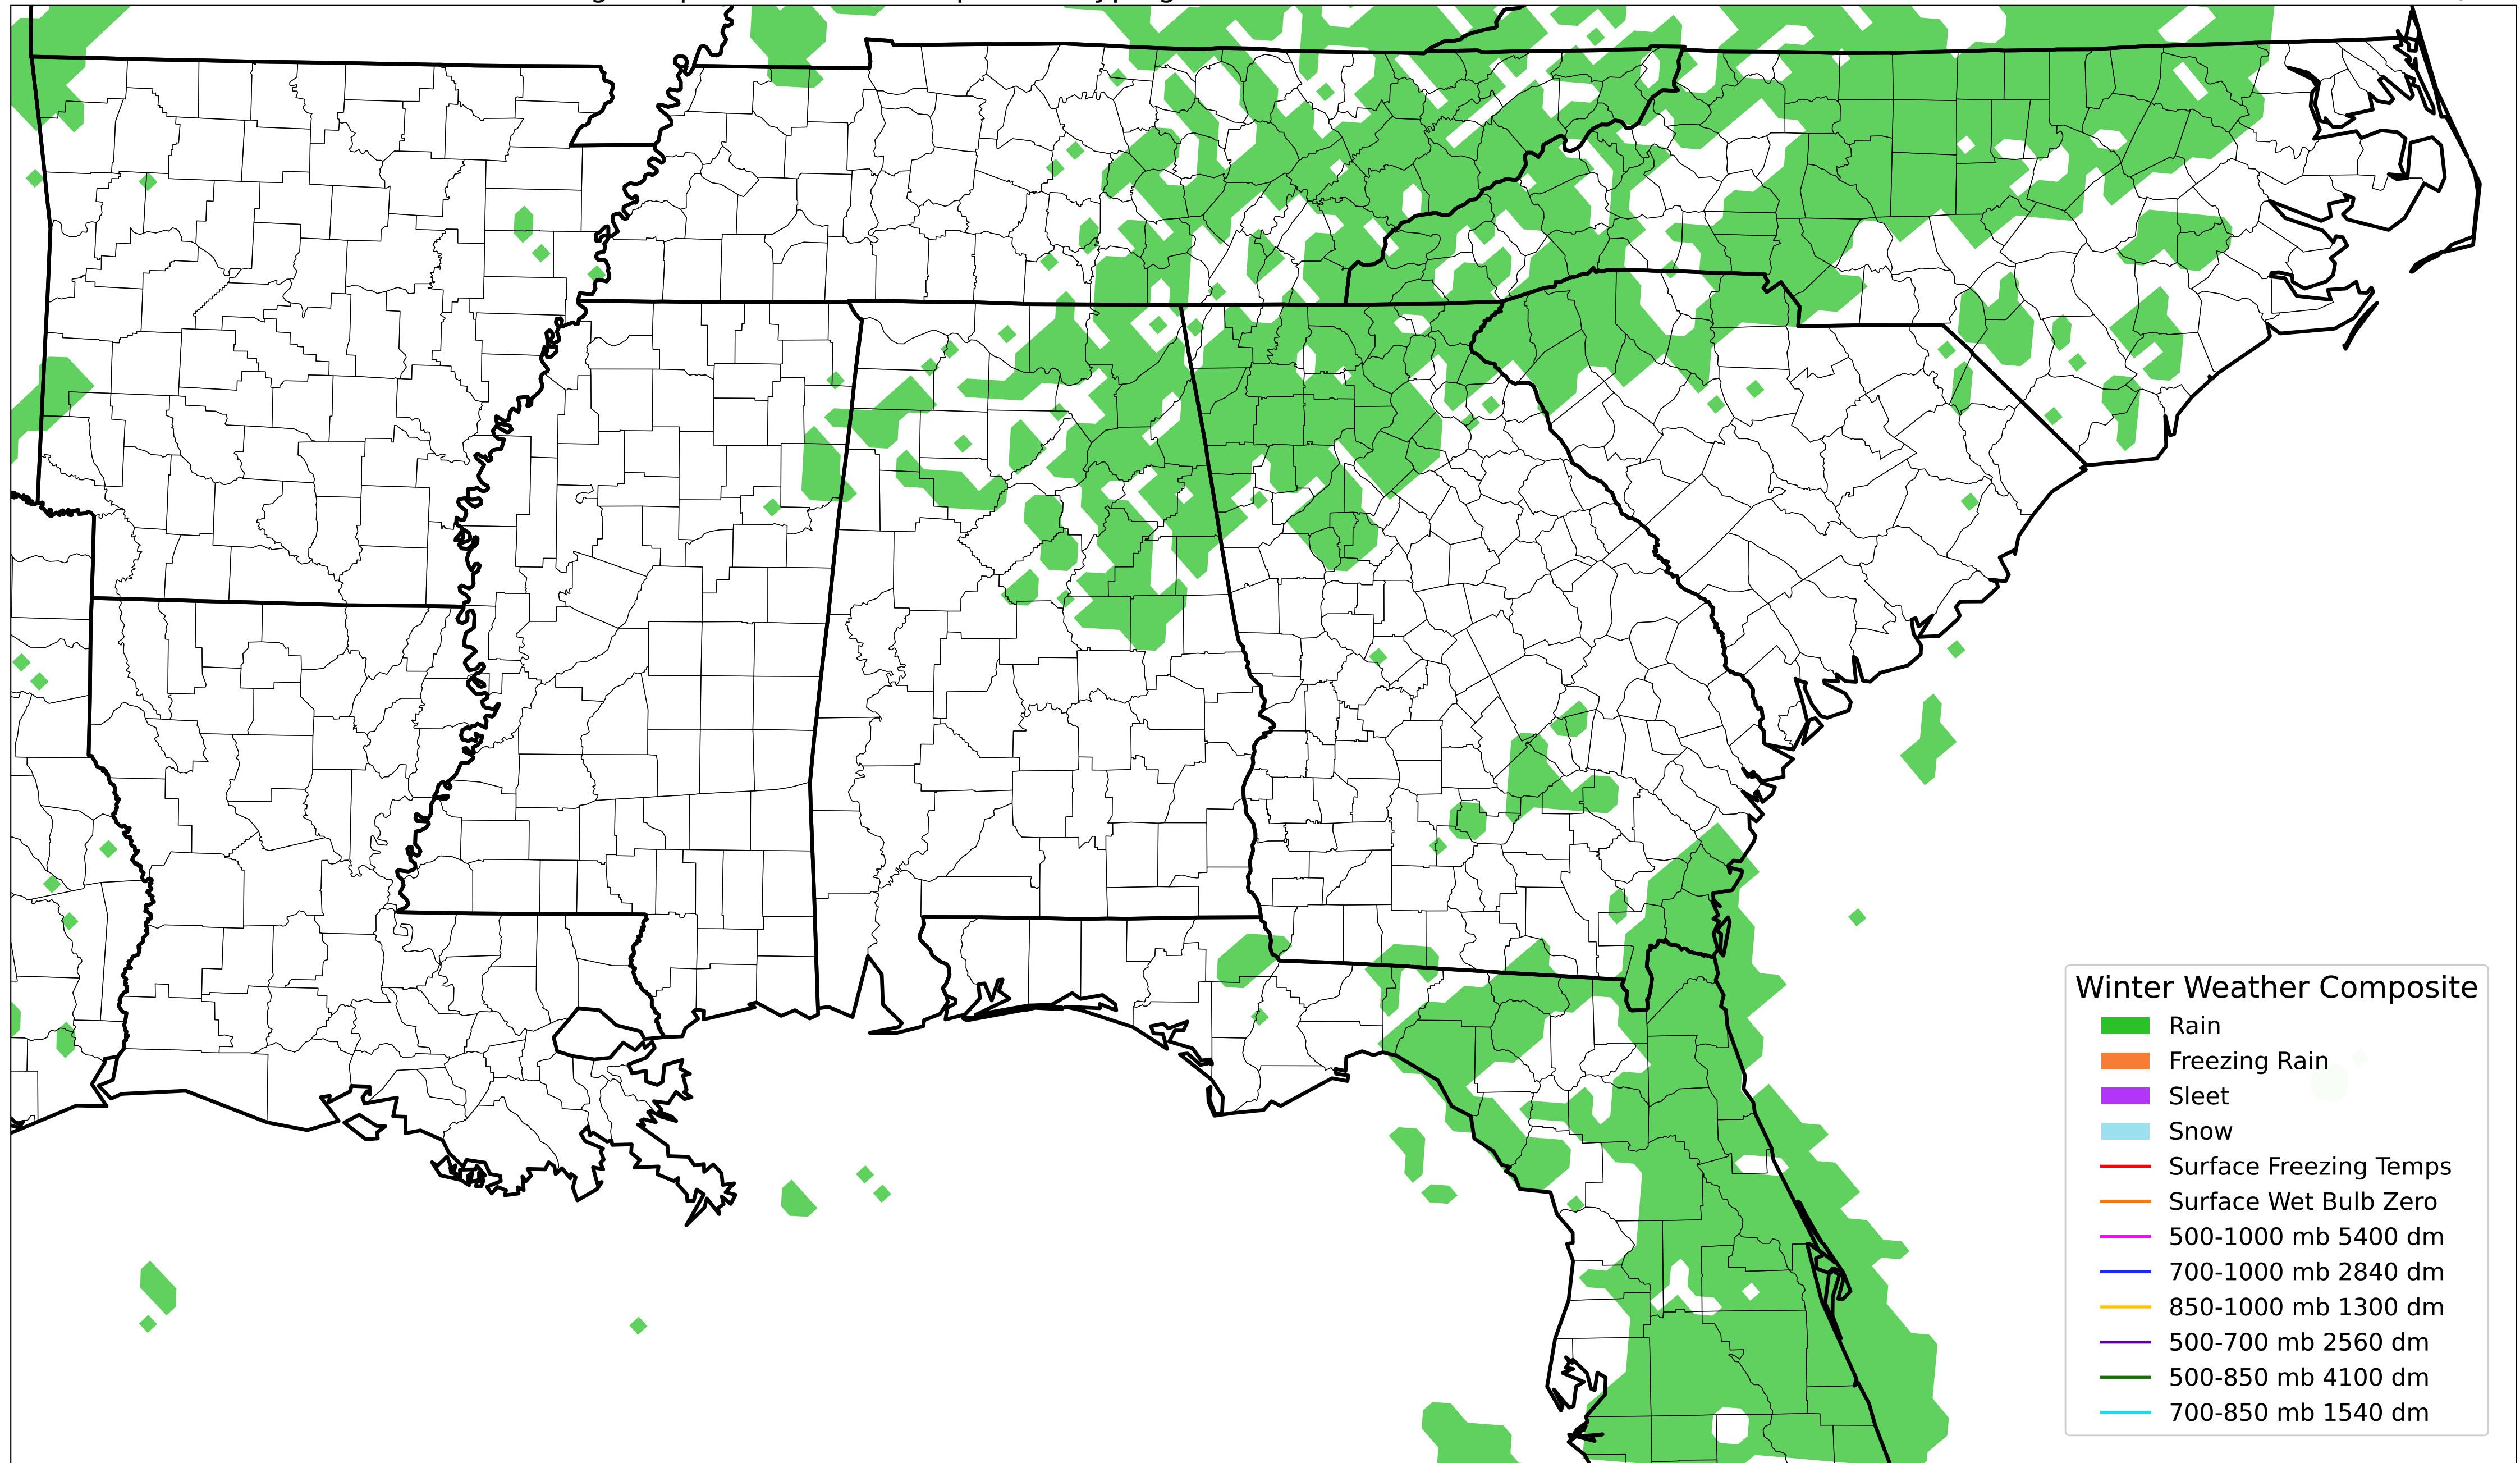 Winter Weather Composite
Rain
Freezing Rain
Sleet
Snow
Surface Freezing Temps
Surface Wet Bulb Zero
500-1000 mb 5400 dm
700-1000 mb 2840 dm
850-1000 mb 1300 dm
500-700 mb 2560 dm
500-850 mb 4100 dm
700-850 mb 1540 dm